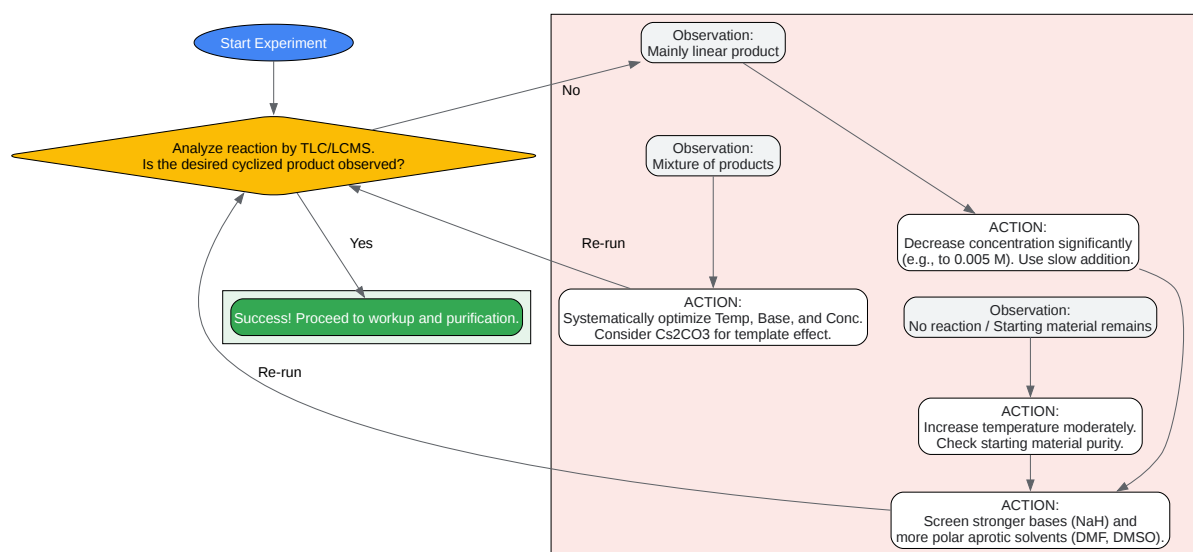 Start Experiment
Observation:
Mainly linear product
No
Analyze reaction by TLC/LCMS.
Is the desired cyclized product observed?
Observation:
Mixture of products
ACTION:
Decrease concentration significantly
(e.g., to 0.005 M). Use slow addition.
Yes
Re-run
Success! Proceed to workup and purification.
ACTION:
Systematically optimize Temp, Base, and Conc.
Consider Cs2CO3 for template effect.
Observation:
No reaction / Starting material remains
Re-run
ACTION:
Increase temperature moderately.
Check starting material purity.
ACTION:
Screen stronger bases (NaH) and
more polar aprotic solvents (DMF, DMSO).